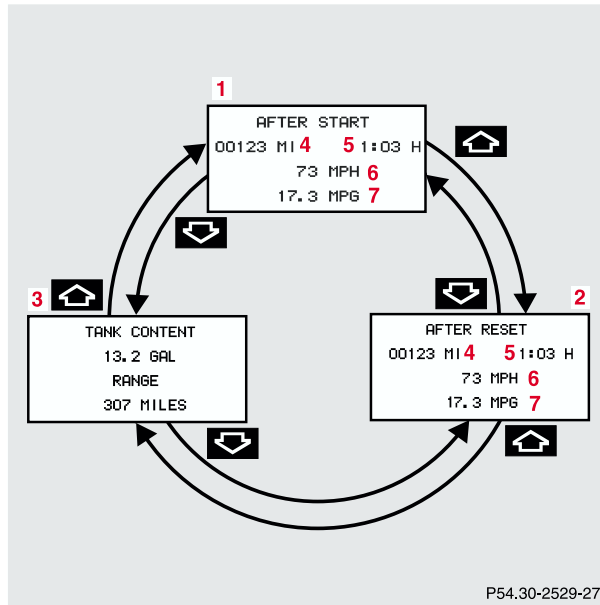 1
AFTER START
00123 MI 4 5 1:03 H
73 MPH 6
17.3 MPG 7
3
TANK CONTENT
13.2 GAL
RANGE
307 MILES
2
AFTER RESET
00123 MI 4 5 1:03 H
73 MPH 6
17.3 MPG 7
P54.30-2529-27